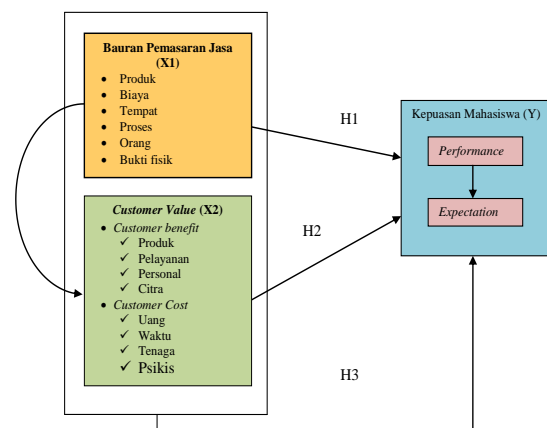 Bauran Pemasaran Jasa
(X1)
• Produk
• Biaya
• Tempat
• Proses
• Orang
• Bukti fisik
Customer Value (X2)
• Customer benefit
✓ Produk
✓ Pelayanan
✓ Personal
✓ Citra
• Customer Cost
✓ Uang
✓ Waktu
✓ Tenaga
✓ Psikis
H1
H2
H3
Kepuasan Mahasiswa (Y)
Performance
Expectation